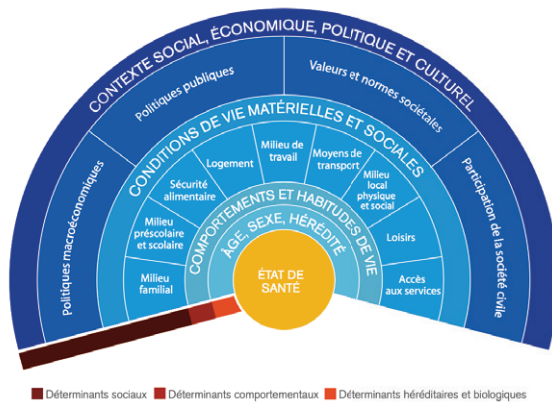 CONTEXTE SOCIAL, ÉCONOMIQUE, POLITIQUE ET CULTUREL
Politiques macroéconomiques
Politiques publiques
Valeurs et normes sociétales
Participation de la société civile
CONDITIONS DE VIE MATÉRIELLES ET SOCIALES
Milieu
familial
Milieu
préscolaire
et scolaire
Sécurité
alimentaire
Logement
Milieu de
travail
Moyens de
transport
Milieu
local
physique
et social
Loisirs
Accès
aux services
COMPORTEMENTS ET HABITUDES DE VIE
ÂGE, SEXE, HÉRÉDITÉ
ÉTAT DE
SANTÉ
Déterminants sociaux Déterminants comportementaux Déterminants héréditaires et biologiques